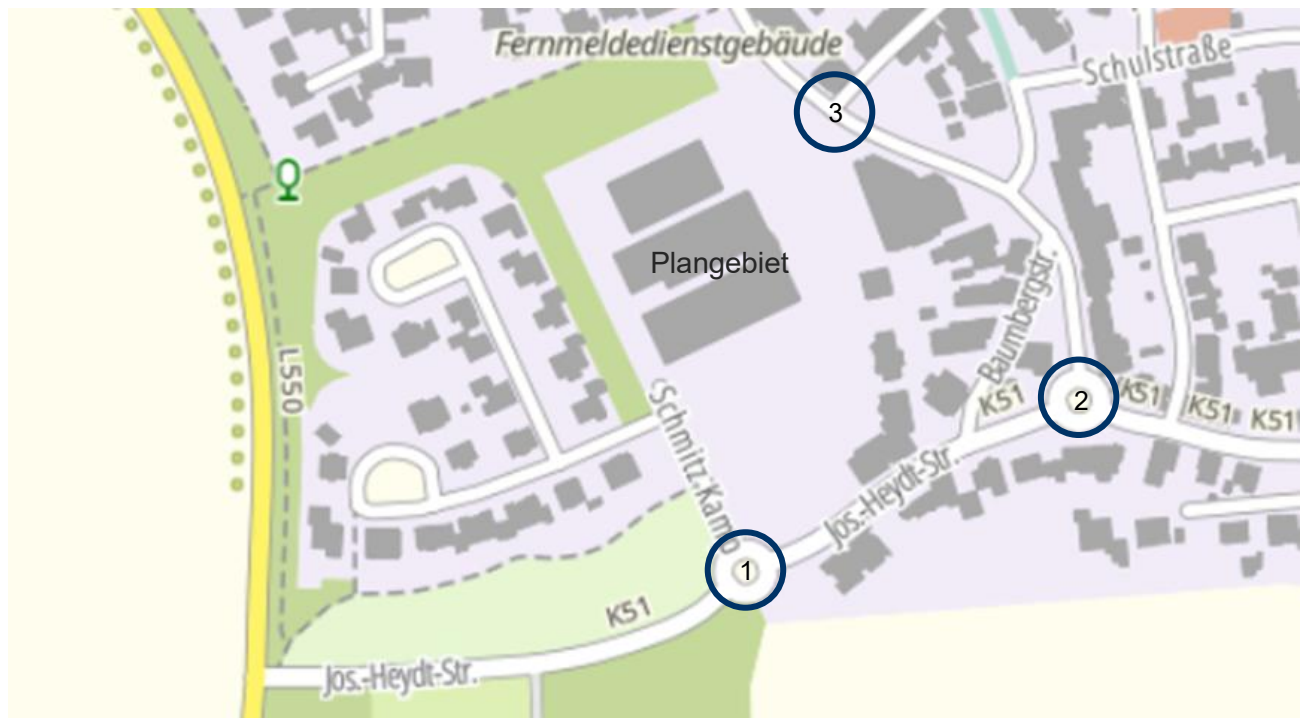 Fernmeldedienstgebäude
Schulstraße
3
Plangebiet
Baumbergstr.
L550
K51
2
K51
K51
K51
Schmitz-Kamp
Jos.-Heydt-Str.
1
K51
Jos.-Heydt-Str.